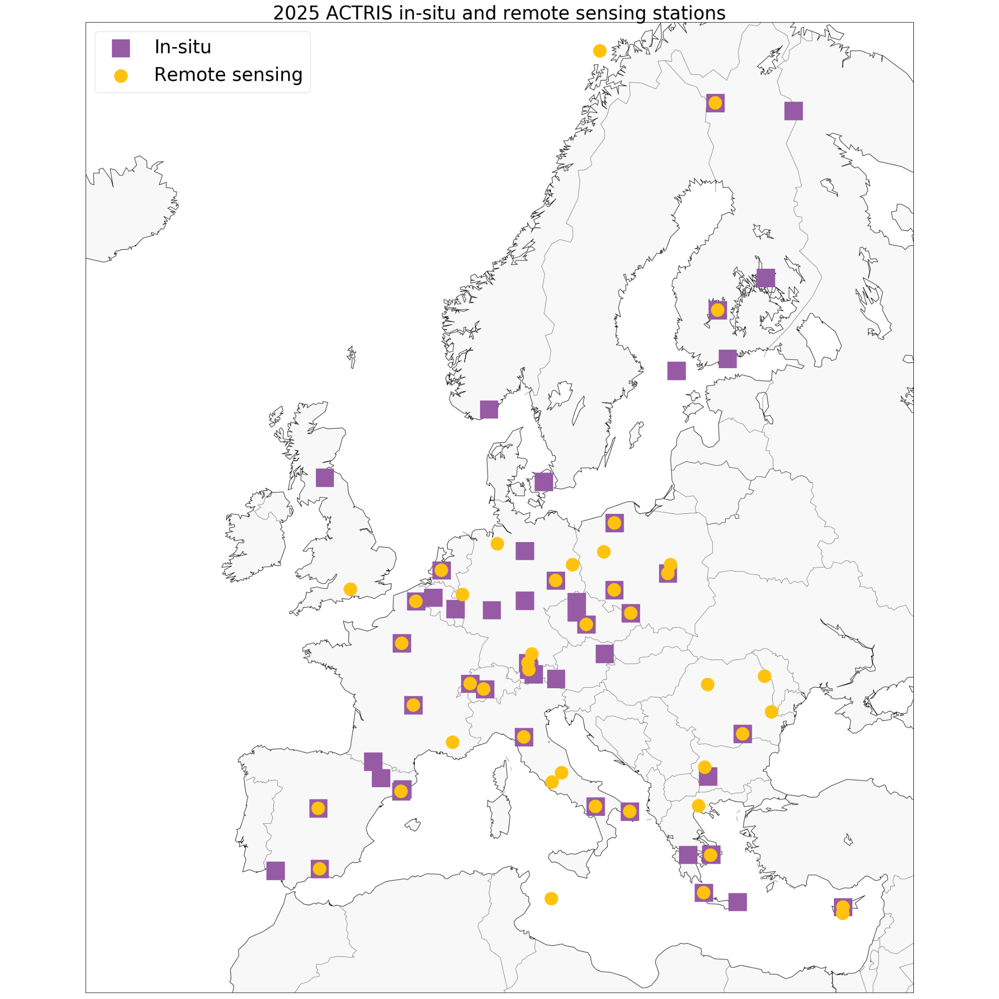 2025 ACTRIS in-situ and remote sensing stations
In-situ
Remote sensing